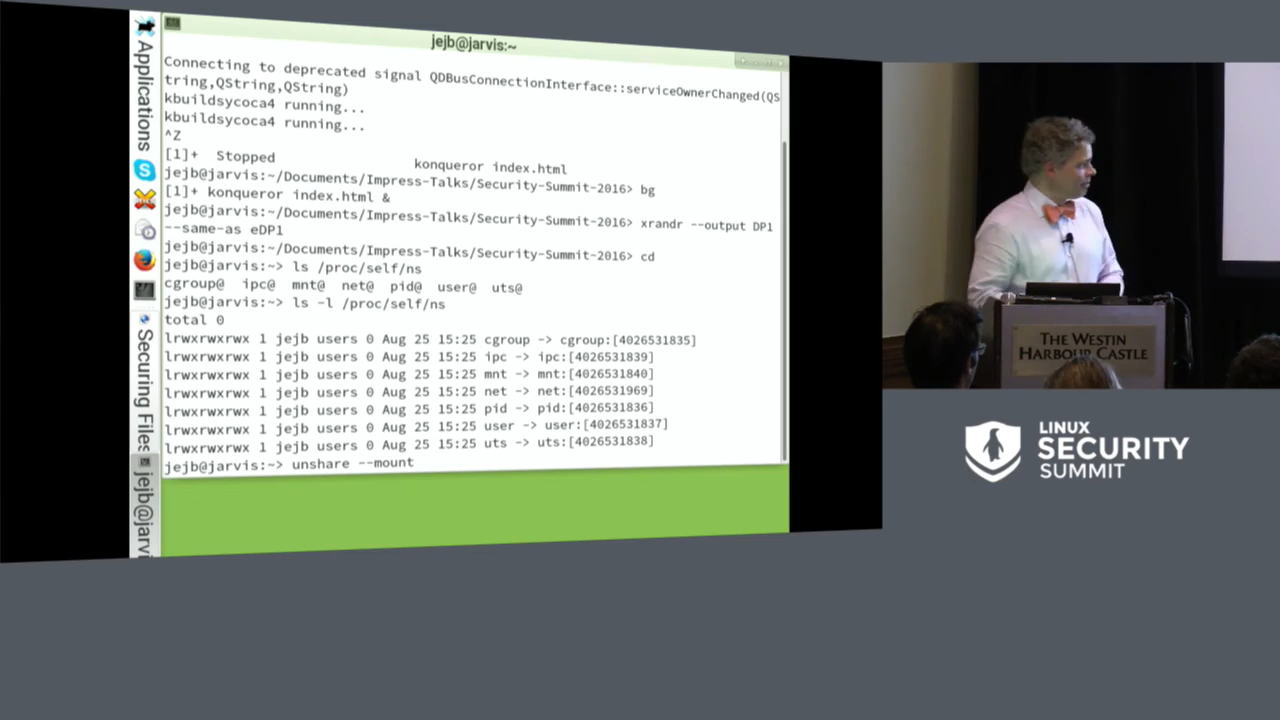 jejb@jarvis:~
Connecting to deprecated signal QDBusConnectionInterface::serviceOwnerChanged(QS
tring,QString,QString)
kbuildsycoca4 running...
kbuildsycoca4 running...
^Z
[1]+  Stopped                 konqueror index.html
jejb@jarvis:~/Documents/Impress-Talks/Security-Summit-2016> bg
[1]+ konqueror index.html &
jejb@jarvis:~/Documents/Impress-Talks/Security-Summit-2016> xrandr --output DP1
--same-as eDP1
jejb@jarvis:~/Documents/Impress-Talks/Security-Summit-2016> cd
jejb@jarvis:~> ls /proc/self/ns
cgroup@  ipc@  mnt@  net@  pid@  user@  uts@
jejb@jarvis:~> ls -l /proc/self/ns
total 0
lrwxrwxrwx 1 jejb users 0 Aug 25 15:25 cgroup -> cgroup:[4026531835]
lrwxrwxrwx 1 jejb users 0 Aug 25 15:25 ipc -> ipc:[4026531839]
lrwxrwxrwx 1 jejb users 0 Aug 25 15:25 mnt -> mnt:[4026531840]
lrwxrwxrwx 1 jejb users 0 Aug 25 15:25 net -> net:[4026531969]
lrwxrwxrwx 1 jejb users 0 Aug 25 15:25 pid -> pid:[4026531836]
lrwxrwxrwx 1 jejb users 0 Aug 25 15:25 user -> user:[4026531837]
lrwxrwxrwx 1 jejb users 0 Aug 25 15:25 uts -> uts:[4026531838]
jejb@jarvis:~> unshare --mount
Applications
Securing Files
jejb@jarvi
THE WESTIN
HARBOUR CASTLE
LINUX
SECURITY
SUMMIT